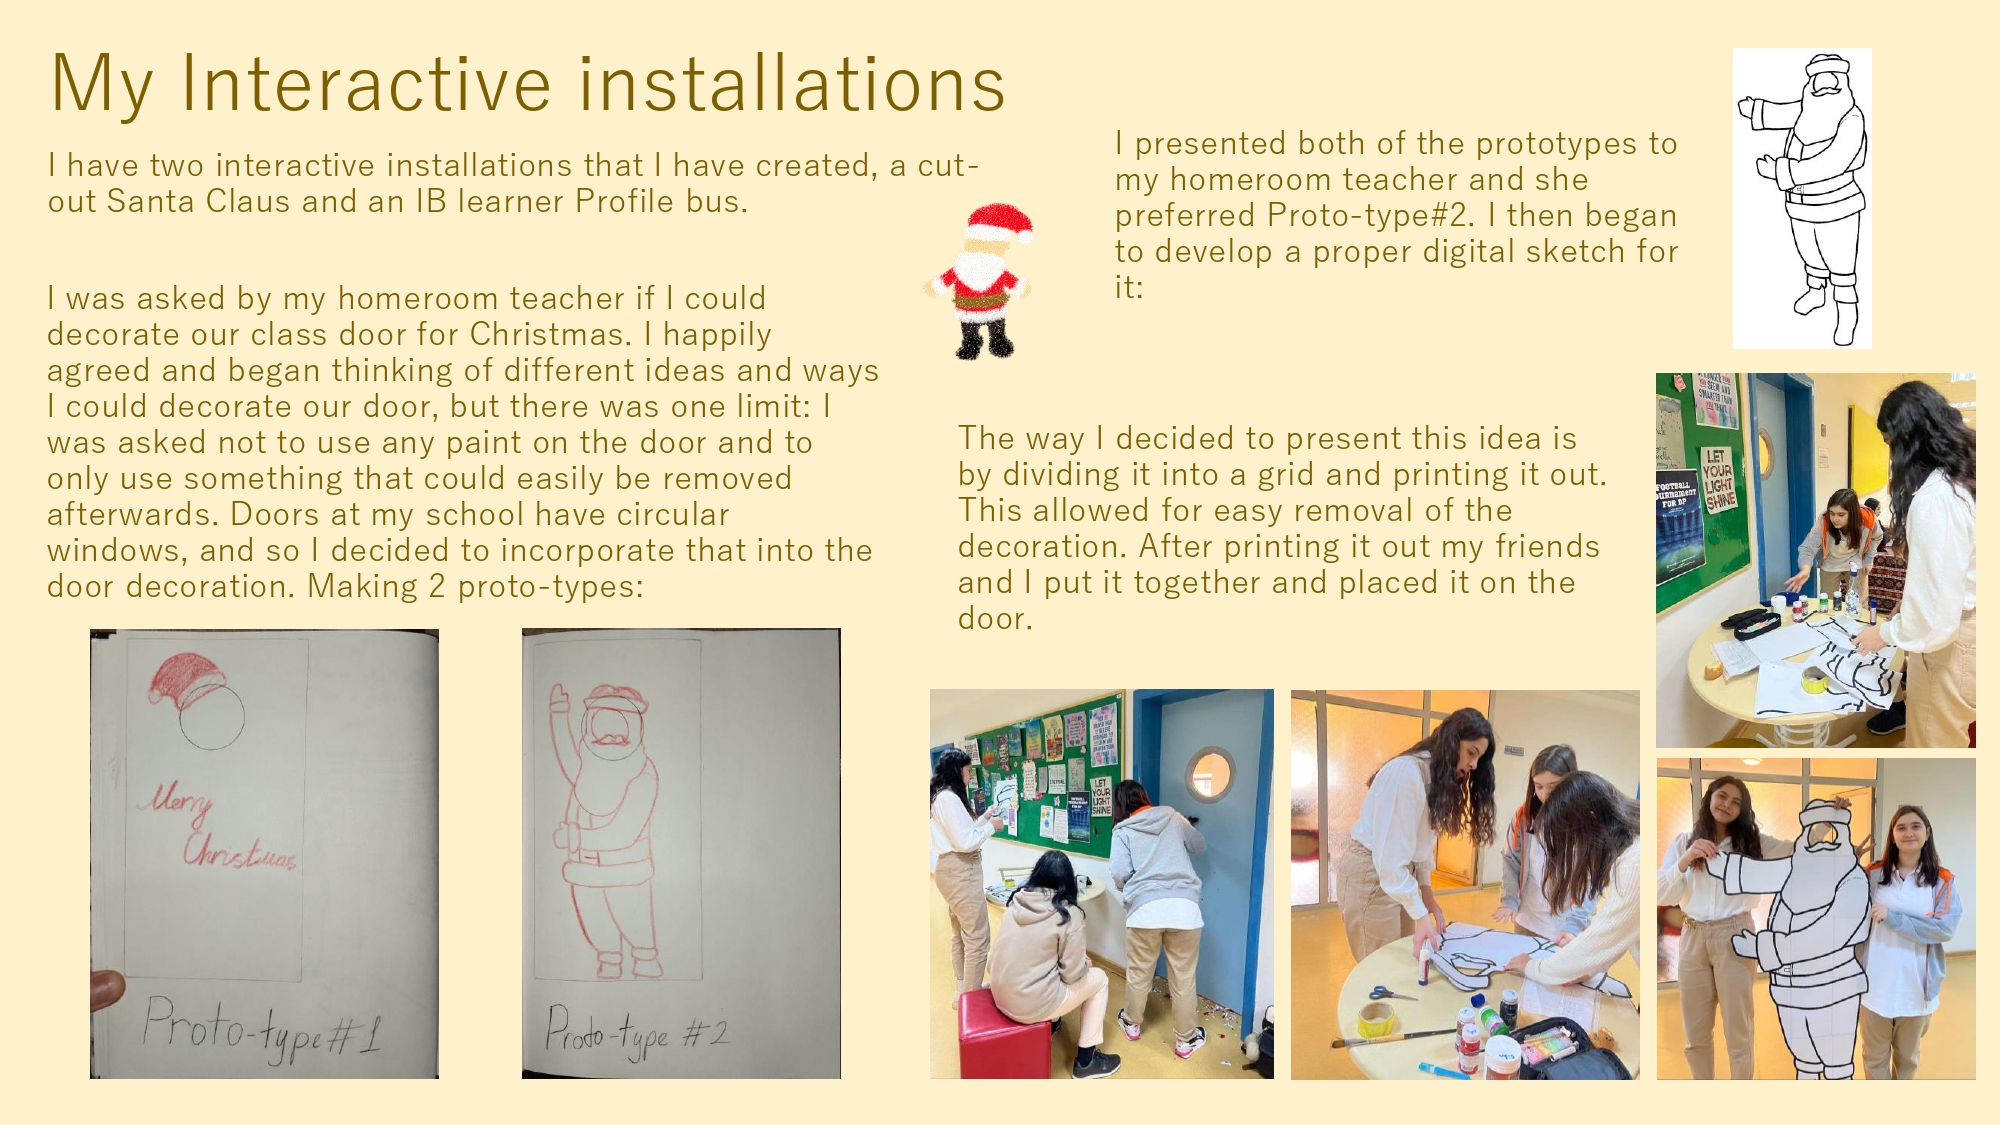 My Interactive installations
I have two interactive installations that I have created, a cut-
out Santa Claus and an IB learner Profile bus.
I was asked by my homeroom teacher if I could
decorate our class door for Christmas. I happily
agreed and began thinking of different ideas and ways
I could decorate our door, but there was one limit: I
was asked not to use any paint on the door and to
only use something that could easily be removed
afterwards. Doors at my school have circular
windows, and so I decided to incorporate that into the
door decoration. Making 2 proto-types:
Merry
Christmas
Proto-type#1
Proto-type #2
I presented both of the prototypes to
my homeroom teacher and she
preferred Proto-type#2. I then began
to develop a proper digital sketch for
it:
The way I decided to present this idea is
by dividing it into a grid and printing it out.
This allowed for easy removal of the
decoration. After printing it out my friends
and I put it together and placed it on the
door.
LET
YOUR
LIGHT
SHINE
FOOTBALL
TOURNAMENT
FOR DP
LET
YOUR
LIGHT
SHINE